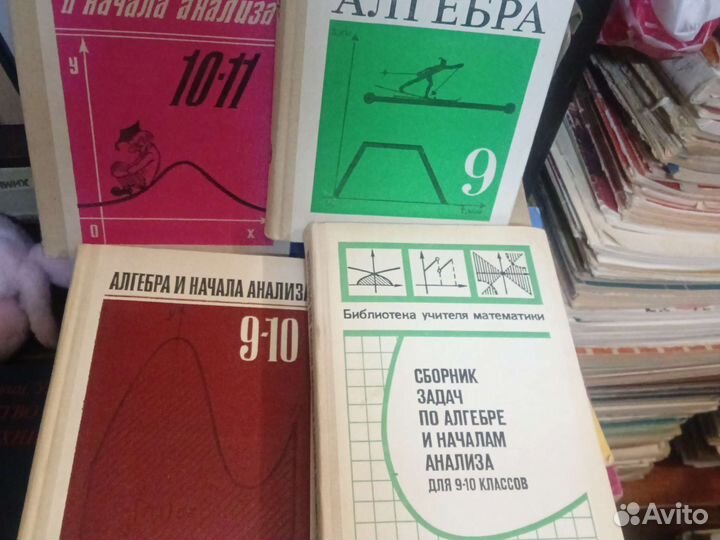 И НАЧАЛА АНАЛИЗА
10-11
У
0
х
АЛГЕБРА
9
АЛГЕБРА И НАЧАЛА АНАЛИЗА
9-10
Библиотека учителя математики
СБОРНИК
ЗАДАЧ
ПО АЛГЕБРЕ
И НАЧАЛАМ
АНАЛИЗА
ДЛЯ 9-10 КЛАССОВ
Avito